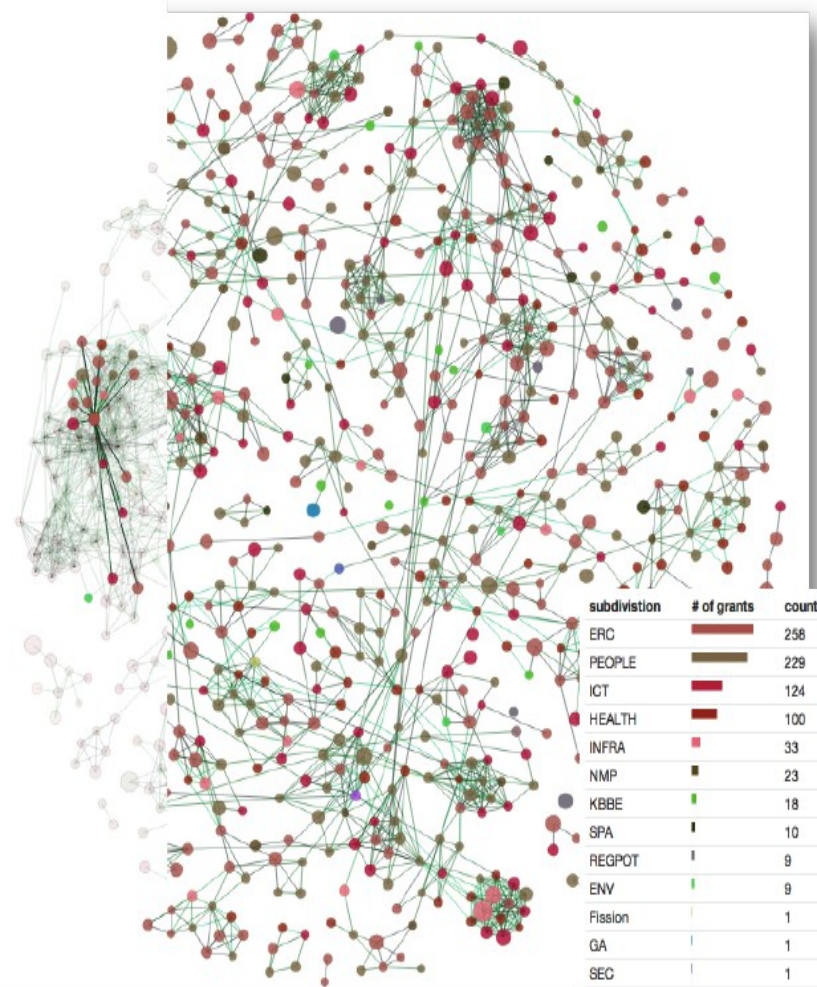 subdivistion # of grants count
ERC 258
PEOPLE 229
ICT 124
HEALTH 100
INFRA 33
NMP 23
KBBE 18
SPA 10
REGPOT 9
ENV 9
Fission 1
GA 1
SEC 1